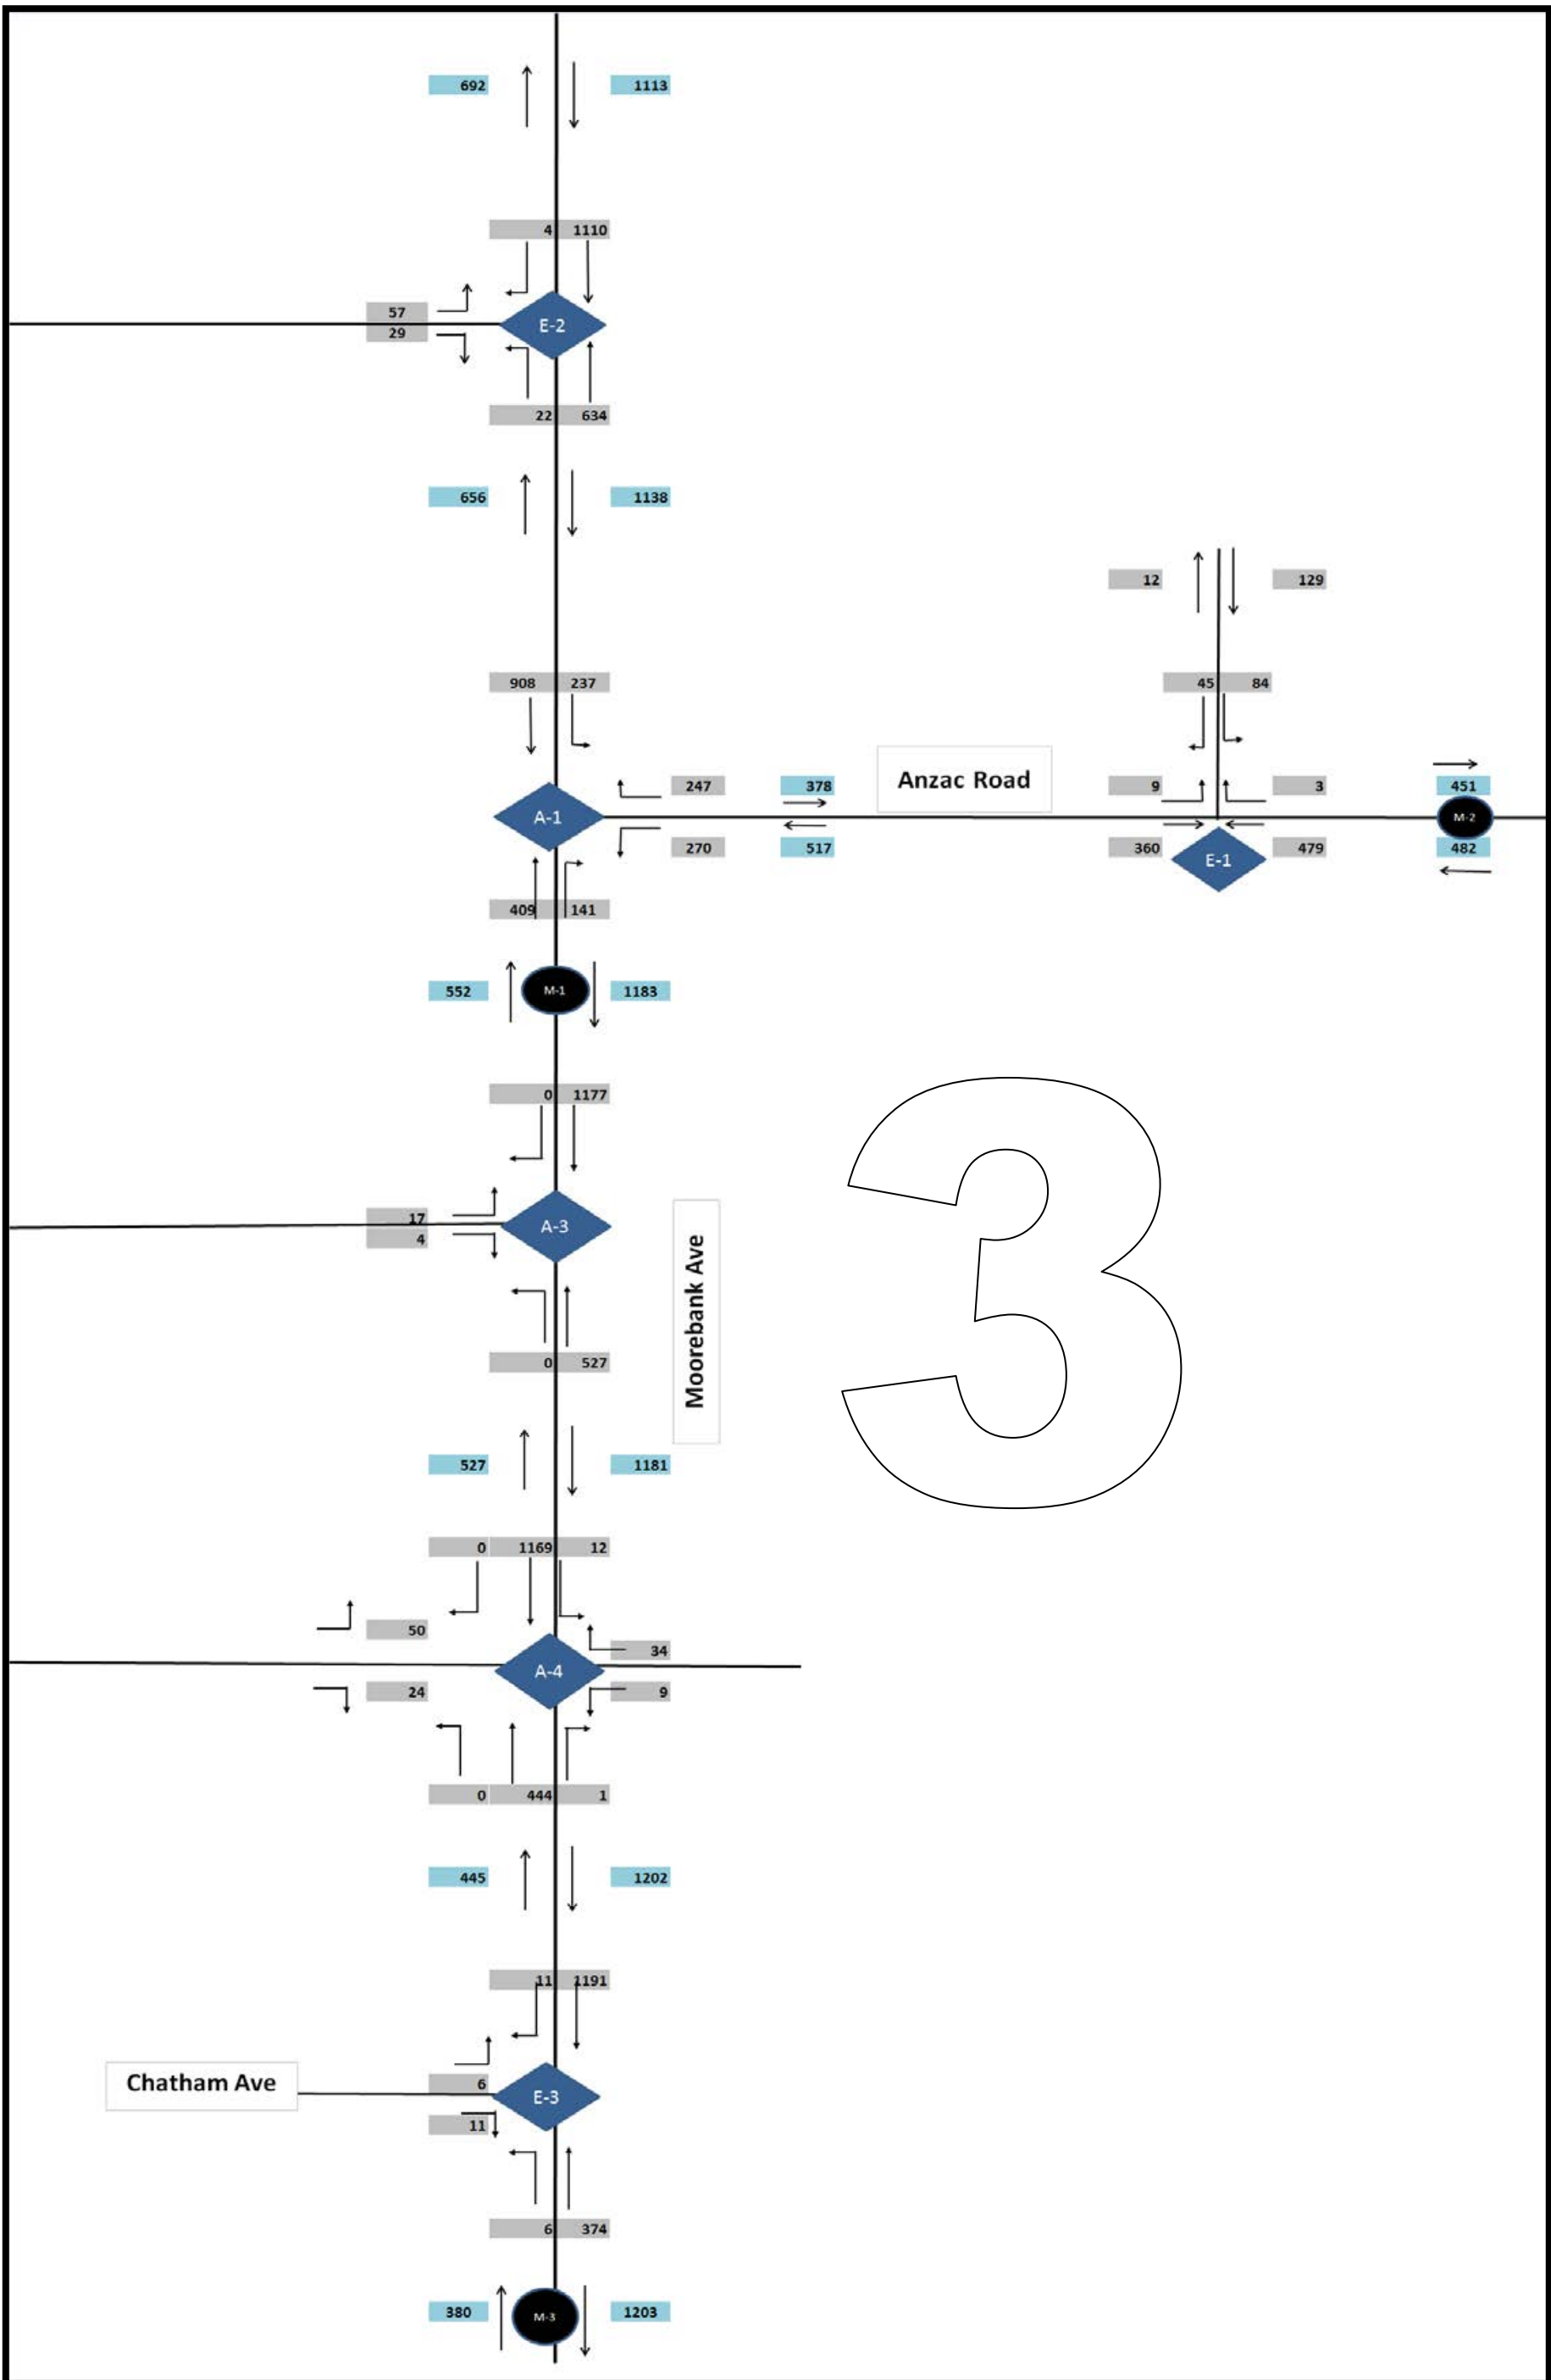 692 1113
4 1110
57
E-2
29
22 634
656 1138
12 129
908 237
45 84
247 378 Anzac Road 9 3 451
A-1 M-2
270 517 360 479 482
E-1
409 141
552 M-1 1183
0 1177
17
A-3
4
Moorebank Ave
3
0 527
527 1181
0 1169 12
50
34
A-4
24 9
0 444 1
445 1202
11 1191
Chatham Ave 6
E-3
11
6 374
380 M-3 1203